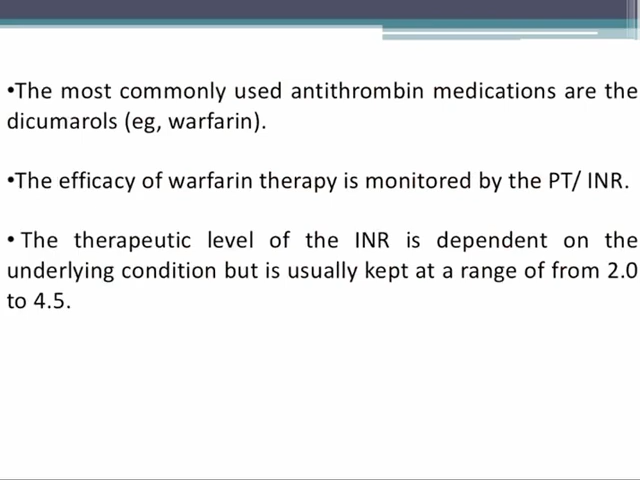 •The most commonly used antithrombin medications are the
dicumarols (eg, warfarin).
•The efficacy of warfarin therapy is monitored by the PT/ INR.
• The therapeutic level of the INR is dependent on the
underlying condition but is usually kept at a range of from 2.0
to 4.5.